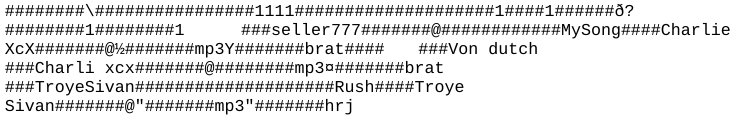 ########\################1111####################1####1######ð?
########1########1      ###seller777#######@############MySong####Charlie
XcX#######@½#######mp3Y#######brat####   ###Von dutch
###Charli xcx#######@########mp3¤#######brat
###TroyeSivan####################Rush####Troye
Sivan#######@"#######mp3"#######hrj